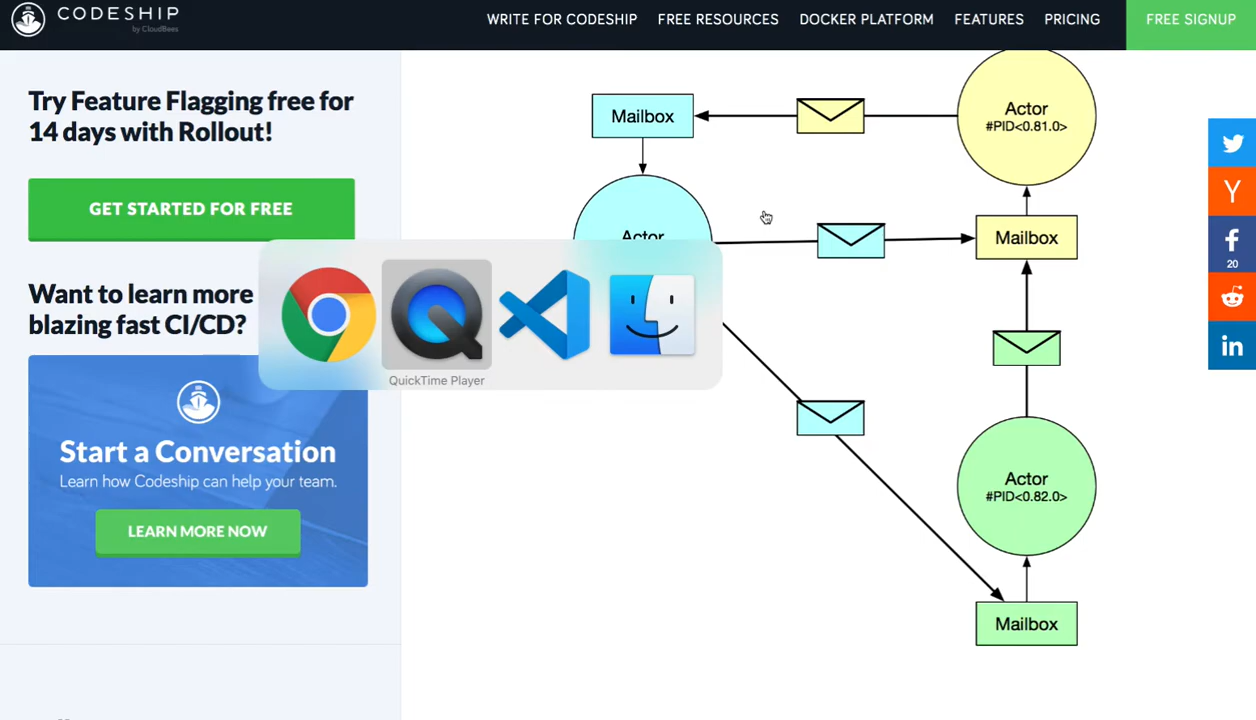 CODESHIP
by CloudBees
WRITE FOR CODESHIP
FREE RESOURCES
DOCKER PLATFORM
FEATURES
PRICING
FREE SIGNUP
Try Feature Flagging free for
14 days with Rollout!
GET STARTED FOR FREE
Want to learn more
blazing fast CI/CD?
Start a Conversation
Learn how Codeship can help your team.
LEARN MORE NOW
QuickTime Player
Mailbox
Actor
#PID<0.81.0>
Actor
Mailbox
Actor
#PID<0.82.0>
Mailbox
20